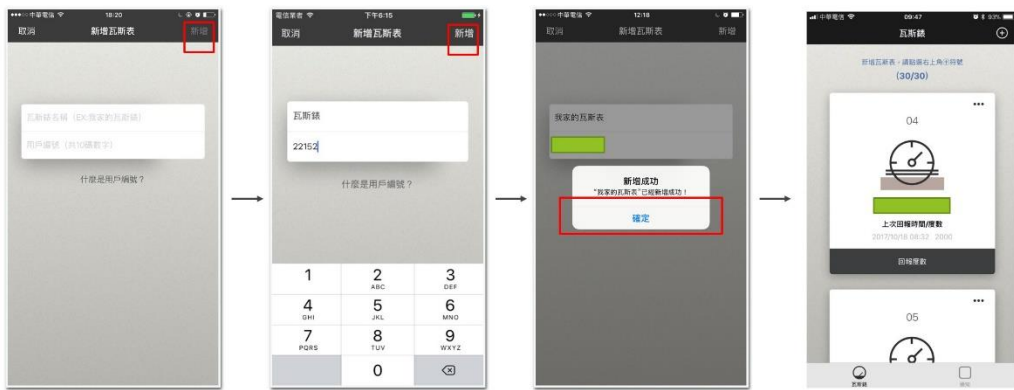 中華電信
18:20
取消
新增瓦斯表
新增
瓦斯錶名稱 (EX:我家的瓦斯錶)
用戶編號 (共10碼數字)
什麼是用戶編號?
電信業者
下午6:15
取消
新增瓦斯表
新增
瓦斯錶
22152
什麼是用戶編號?
1
2
ABC
3
DEF
4
GHI
5
JKL
6
MNO
7
PQRS
8
TUV
9
WXYZ
0
中華電信
12:18
取消
新增瓦斯表
新增
我家的瓦斯表
新增成功
"我家的瓦斯表"已經新增成功!
確定
中華電信
09:47
93%
瓦斯錶
新增瓦斯表,請點選右上角⊕時號
(30/30)
04
上次回報時間/度數
2017/10/18 08:32 2000
回報度數
05
瓦斯錶